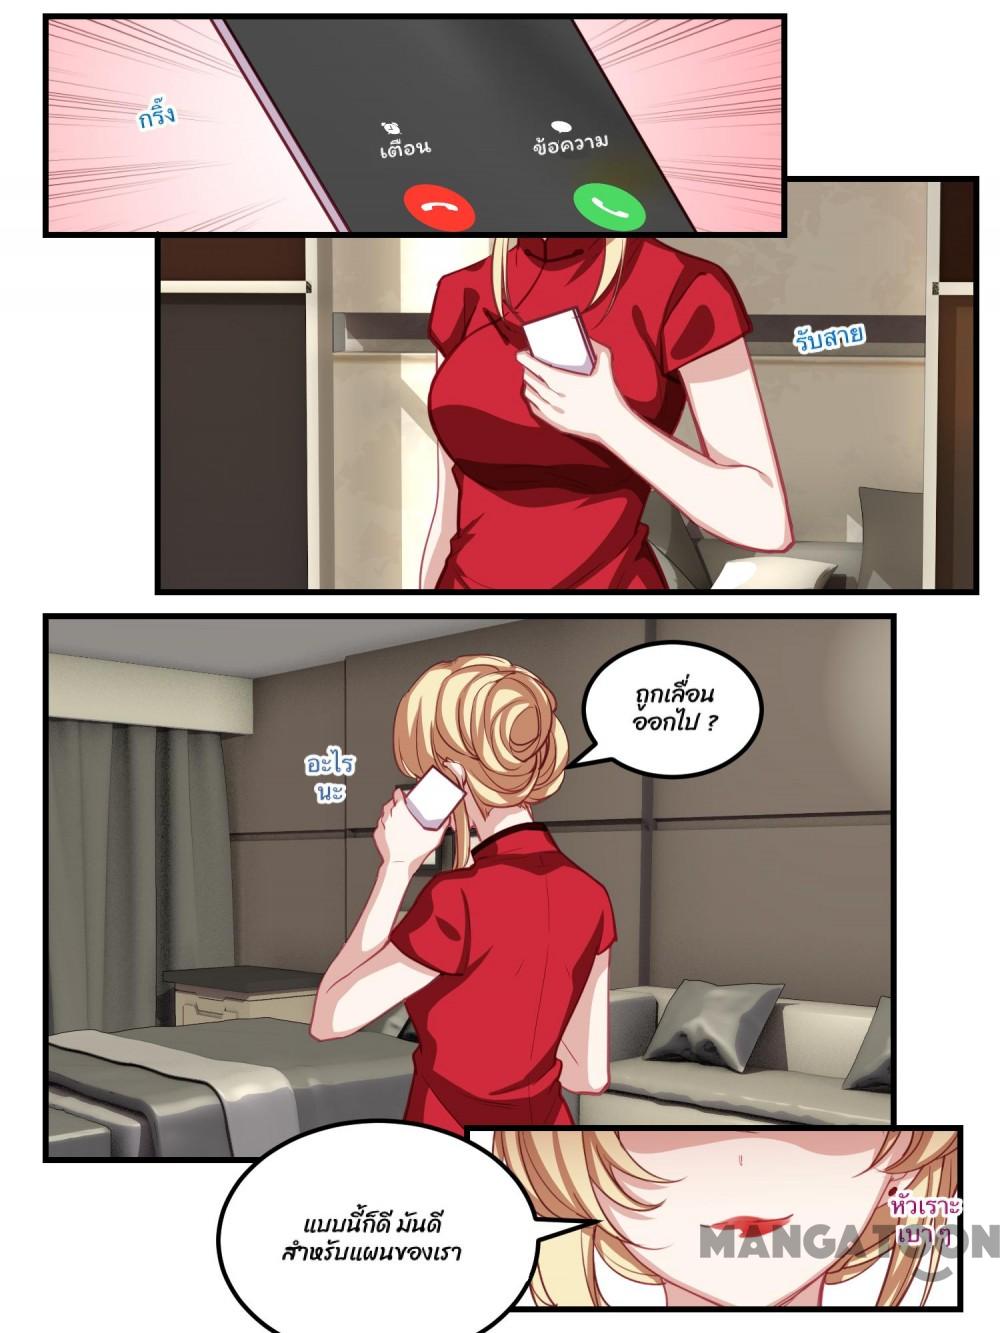 กริ๊ง
เตือน
ข้อความ
รับสาย
ถูกเลื่อน
ออกไป ?
อะไร
นะ
แบบนี้ก็ดี มันดี
สำหรับแผนของเรา
หัวเราะ
เบา ๆ
MANGATOON